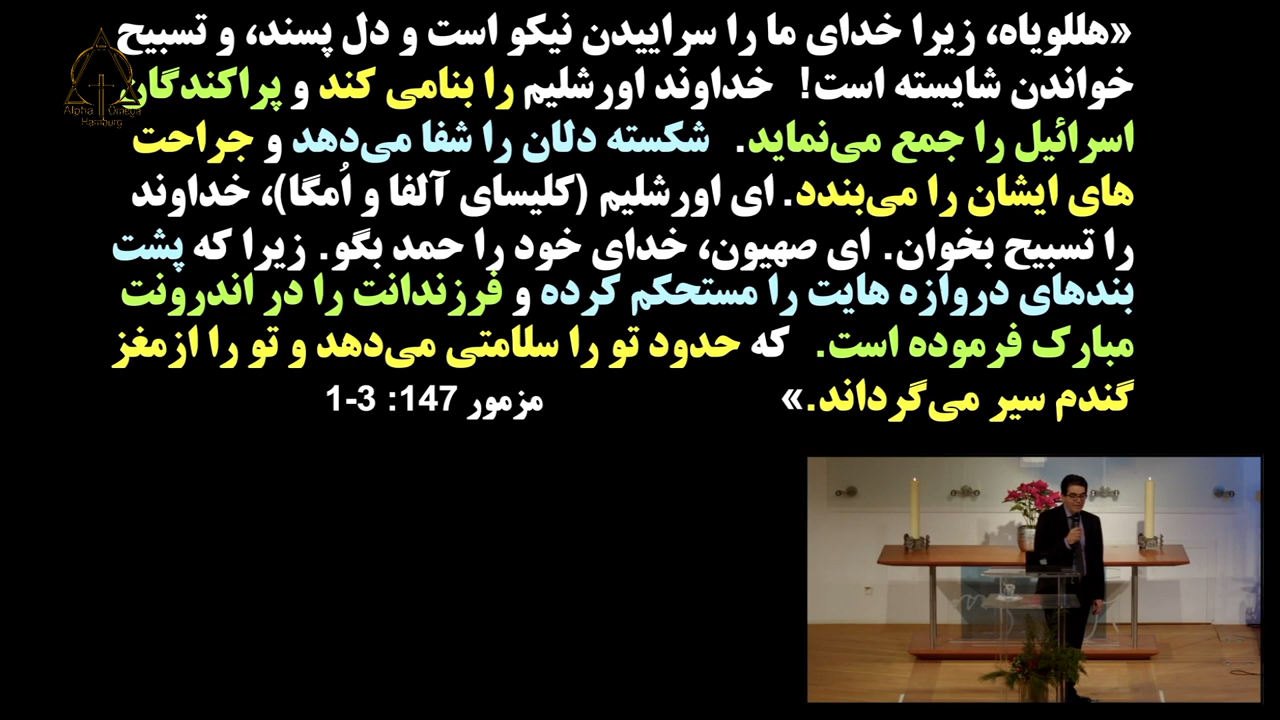 «هللویاه، زیرا خدای ما را سراییدن نیکو است و دل پسند، و تسبیح
خواندن شایسته است! خداوند اورشلیم را بنامی کند و پراکندگان
اسرائیل را جمع می‌نماید. شکسته دلان را شفا می‌دهد و جراحت
های ایشان را می‌بندد. ای اورشلیم (کلیسای آلفا و اُمگا)، خداوند
را تسبیح بخوان. ای صهیون، خدای خود را حمد بگو. زیرا که پشت
بندهای دروازه هایت را مستحکم کرده و فرزندانت را در اندرونت
مبارک فرموده است. که حدود تو را سلامتی می‌دهد و تو را ازمغز
گندم سیر می‌گرداند.» مزمور 147: 3-1
Alpha Omega
Hamburg